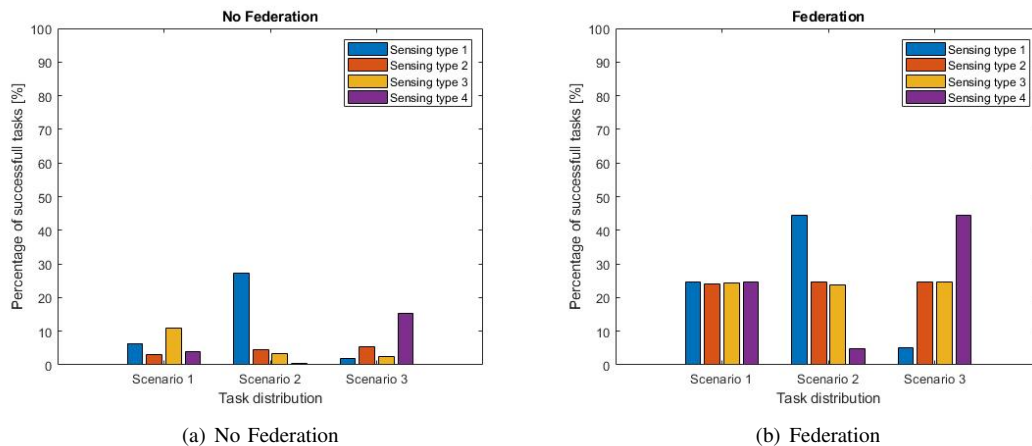 No Federation
100
90
80
70
60
50
40
30
20
10
0
Percentage of successfull tasks [%]
Sensing type 1
Sensing type 2
Sensing type 3
Sensing type 4
Scenario 1 Scenario 2 Scenario 3
Task distribution
(a) No Federation
Federation
100
90
80
70
60
50
40
30
20
10
0
Percentage of successfull tasks [%]
Sensing type 1
Sensing type 2
Sensing type 3
Sensing type 4
Scenario 1 Scenario 2 Scenario 3
Task distribution
(b) Federation